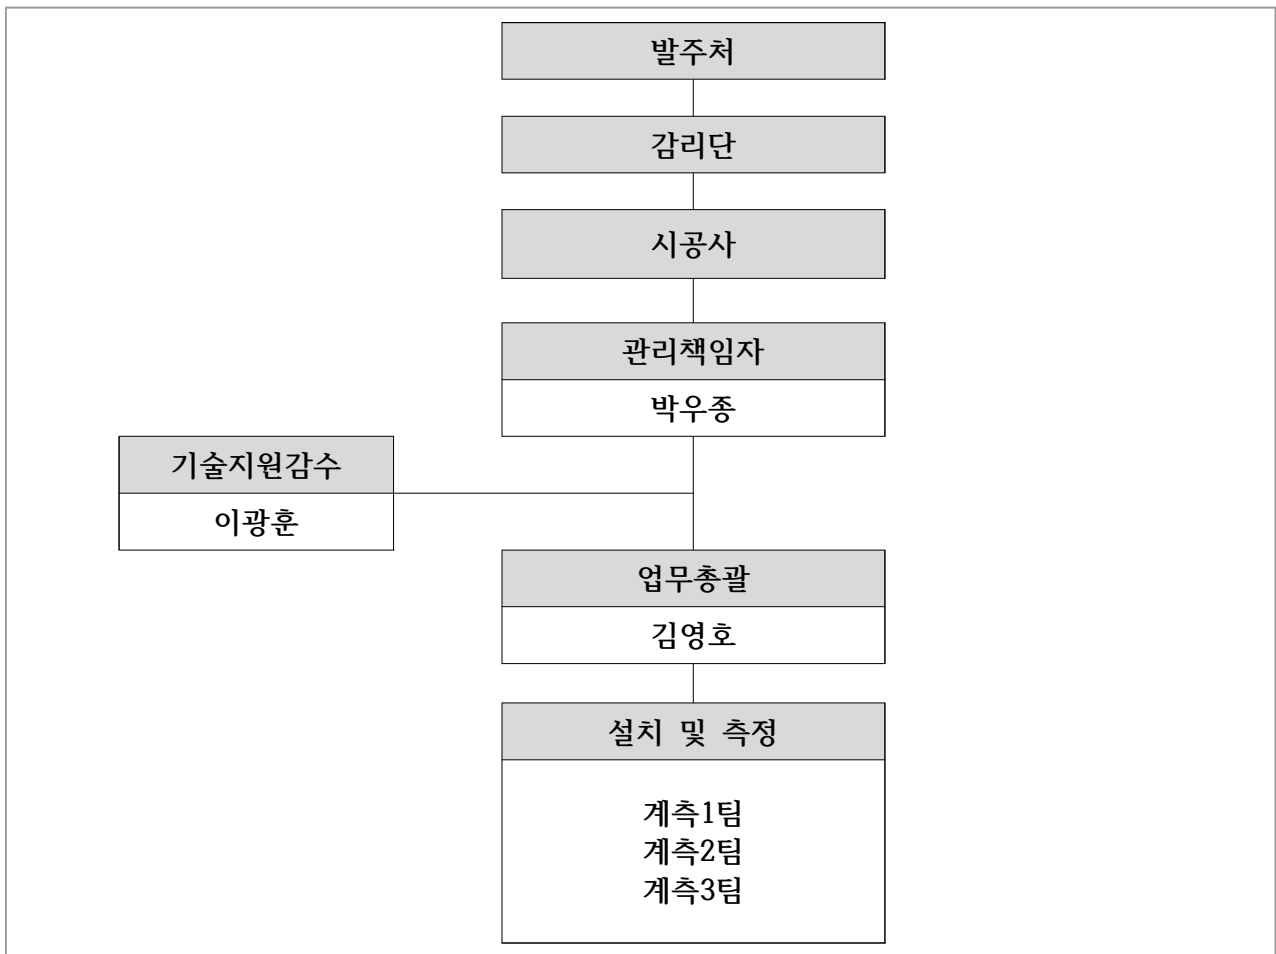 발주처
감리단
시공사
관리책임자
박우종
기술지원감수
이광훈
업무총괄
김영호
설치 및 측정
계측1팀
계측2팀
계측3팀